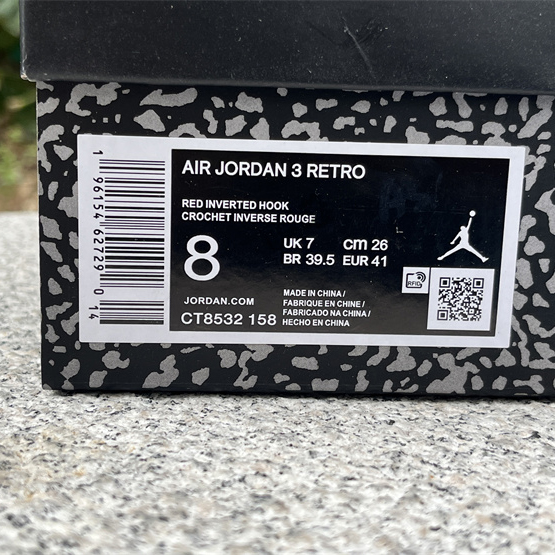 AIR JORDAN 3 RETRO
RED INVERTED HOOK
CROCHET INVERSE ROUGE
8
UK 7 cm 26
BR 39.5 EUR 41
JORDAN.COM
CT8532 158
MADE IN CHINA /
FABRIQUE EN CHINE /
FABRICADO NA CHINA /
HECHO EN CHINA
RFID
1 96154 62729 0 14